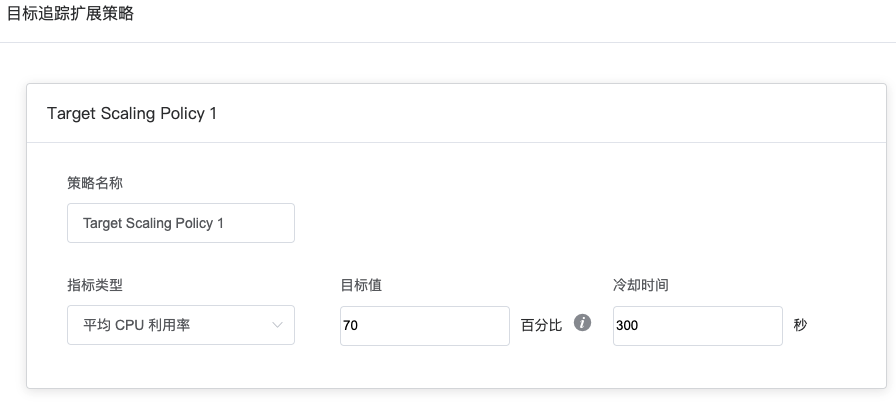 目标追踪扩展策略
Target Scaling Policy 1
策略名称
Target Scaling Policy 1
指标类型 目标值 冷却时间
平均 CPU 利用率 70 百分比 i 300 秒